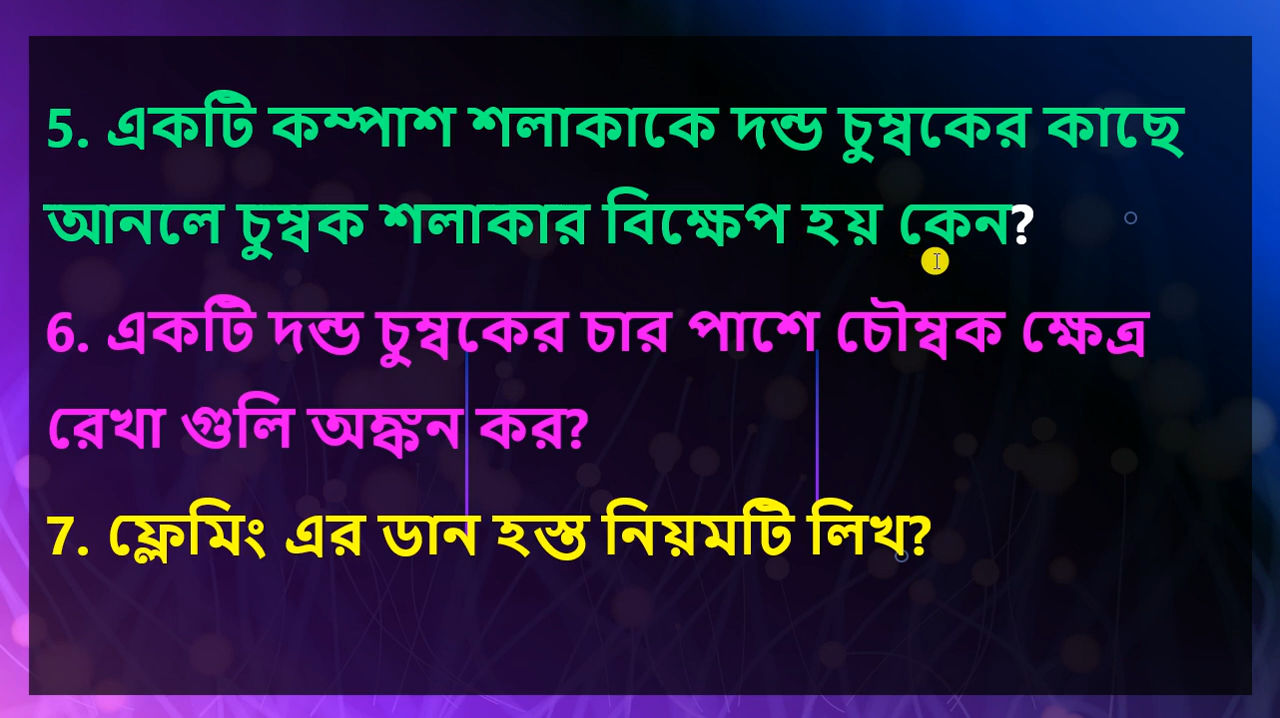 5. একটি কম্পাশ শলাকাকে দন্ড চুম্বকের কাছে
আনলে চুম্বক শলাকার বিক্ষেপ হয় কেন?
6. একটি দন্ড চুম্বকের চার পাশে চৌম্বক ক্ষেত্র
রেখা গুলি অঙ্কন কর?
7. ফ্লেমিং এর ডান হস্ত নিয়মটি লিখ?